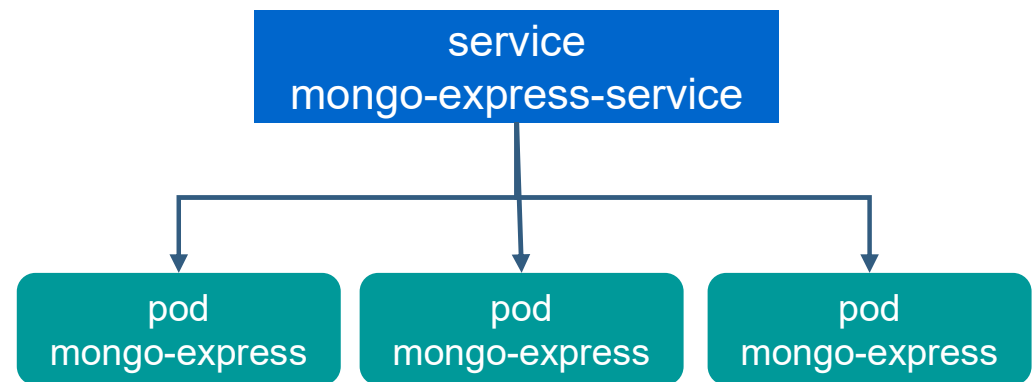 service
mongo-express-service
pod
mongo-express
pod
mongo-express
pod
mongo-express